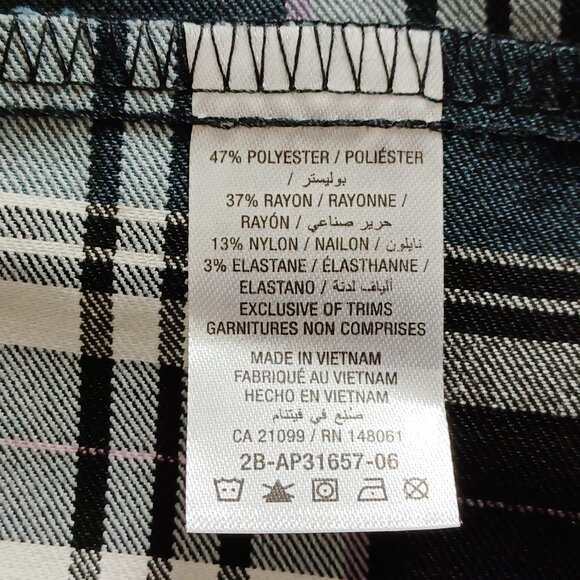 47% POLYESTER / POLIÉSTER
/ بوليستر
37% RAYON / RAYONNE /
RAYÓN / حرير صناعي /
13% NYLON / NAILON / نايلون /
3% ELASTANE / ÉLASTHANNE /
ELASTANO / ألياف لدنة /
EXCLUSIVE OF TRIMS
GARNITURES NON COMPRISES
MADE IN VIETNAM
FABRIQUÉ AU VIETNAM
HECHO EN VIETNAM
صنع في فيتنام
CA 21099 / RN 148061
2B-AP31657-06